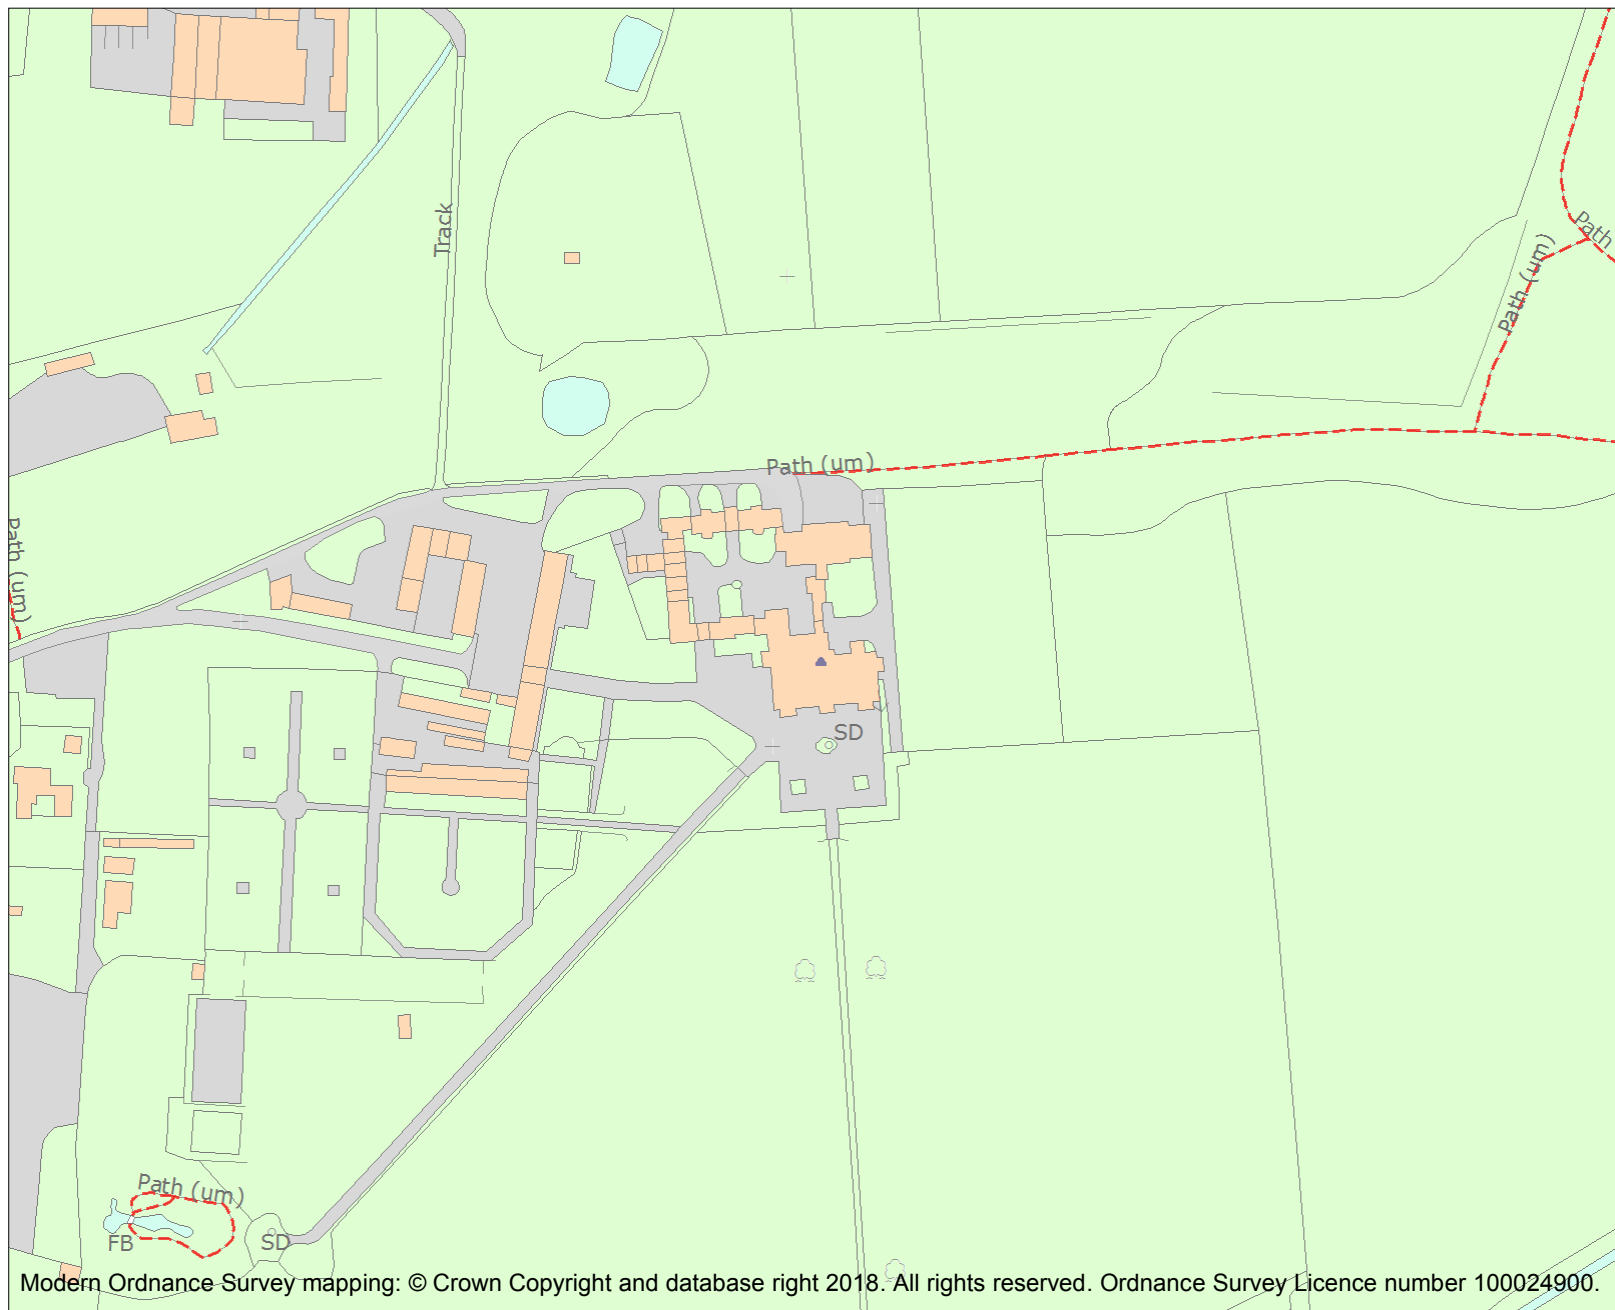 Track
Path
Path (um)
Path (um)
Path (um)
SD
Path (um)
FB
SD
Modern Ordnance Survey mapping: © Crown Copyright and database right 2018. All rights reserved. Ordnance Survey Licence number 100024900.